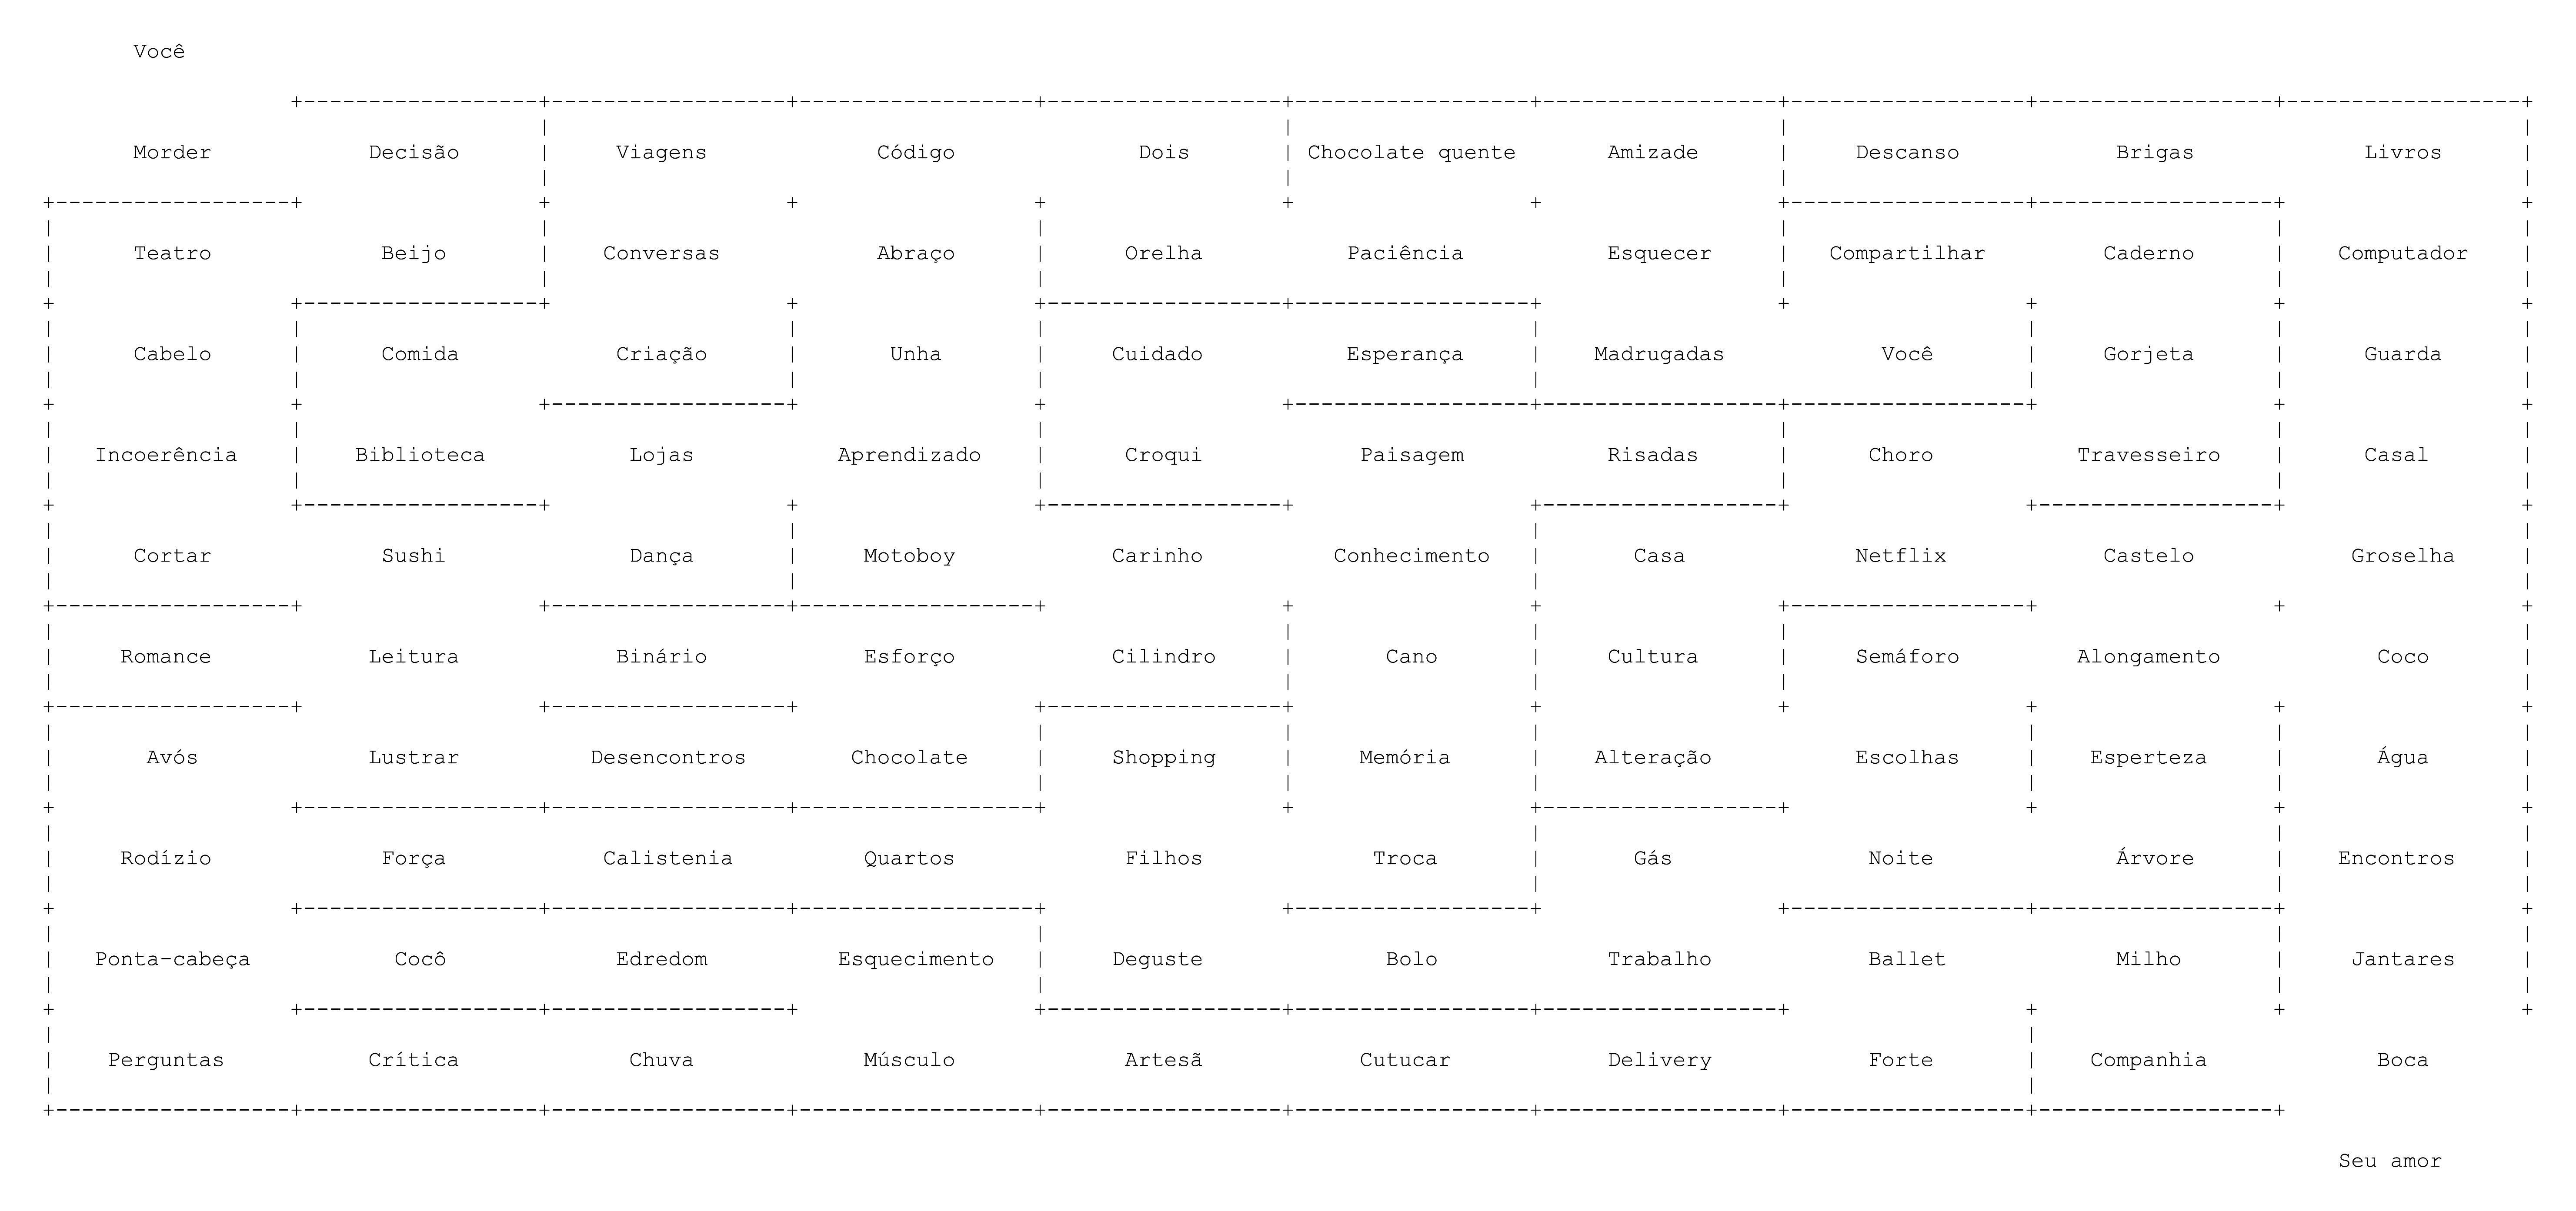 Você
Morder Decisão Viagens Código Dois Chocolate quente Amizade Descanso Brigas Livros
Teatro Beijo Conversas Abraço Orelha Paciência Esquecer Compartilhar Caderno Computador
Cabelo Comida Criação Unha Cuidado Esperança Madrugadas Você Gorjeta Guarda
Incoerência Biblioteca Lojas Aprendizado Croqui Paisagem Risadas Choro Travesseiro Casal
Cortar Sushi Dança Motoboy Carinho Conhecimento Casa Netflix Castelo Groselha
Romance Leitura Binário Esforço Cilindro Cano Cultura Semáforo Alongamento Coco
Avós Lustrar Desencontros Chocolate Shopping Memória Alteração Escolhas Esperteza Água
Rodízio Força Calistenia Quartos Filhos Troca Gás Noite Árvore Encontros
Ponta-cabeça Cocô Edredom Esquecimento Deguste Bolo Trabalho Ballet Milho Jantares
Perguntas Crítica Chuva Músculo Artesã Cutucar Delivery Forte Companhia Boca
Seu amor